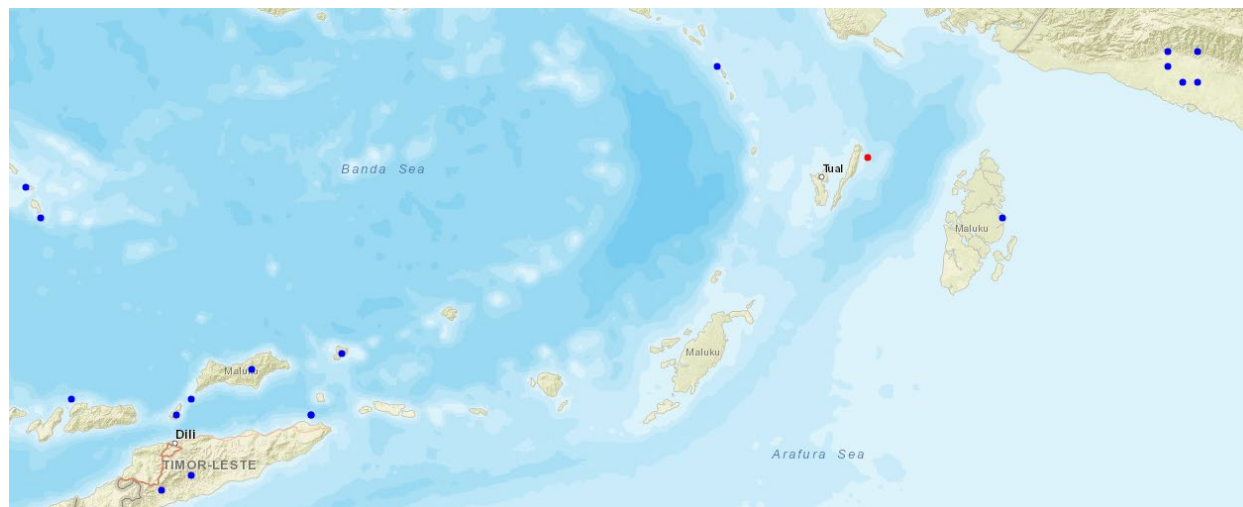 Banda Sea
Tual
Maluku
Maluku
Maluku
Dili
Arafura Sea
TIMOR-LESTE